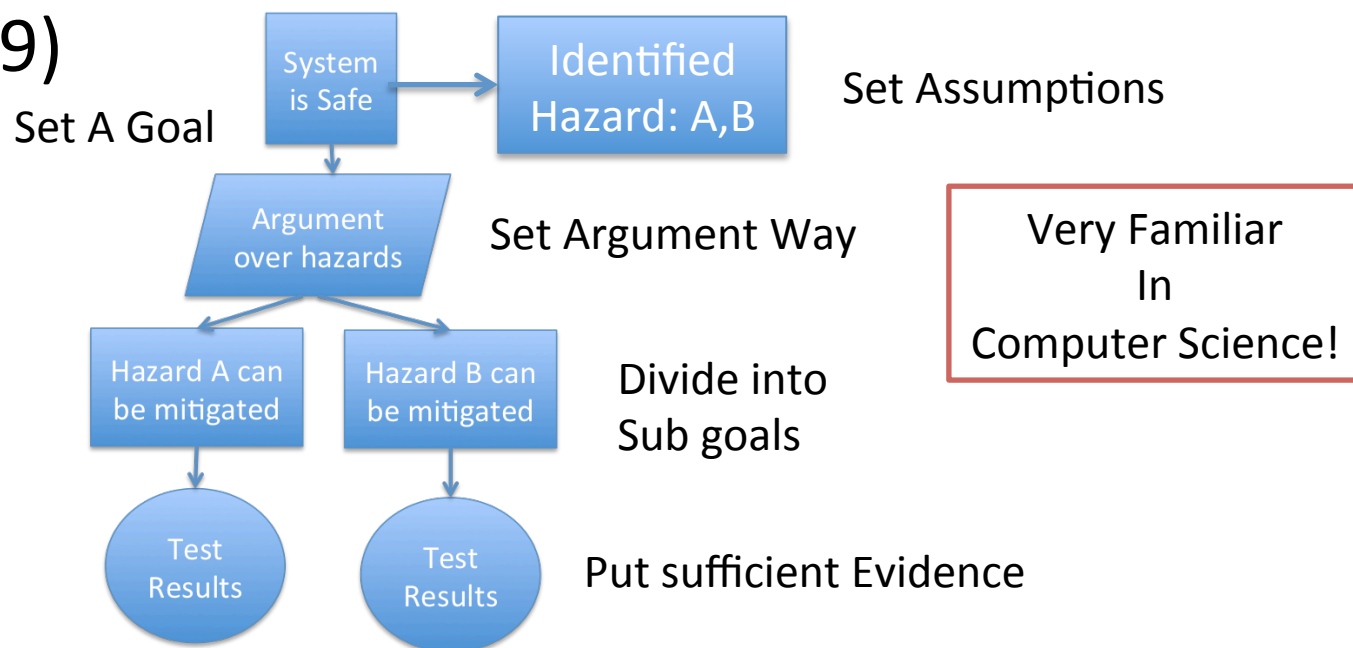 9)
Set A Goal
System
is Safe
Identified
Hazard: A,B
Set Assumptions
Argument
over hazards
Set Argument Way
Very Familiar
In
Computer Science!
Hazard A can
be mitigated
Hazard B can
be mitigated
Divide into
Sub goals
Test
Results
Test
Results
Put sufficient Evidence